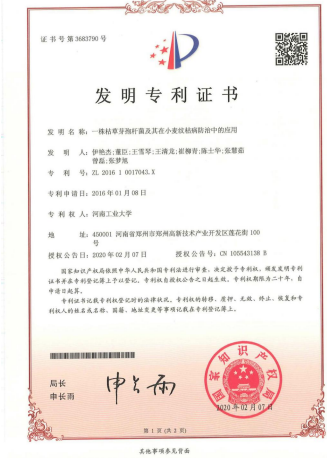 证书号第3683790号
发明专利证书
发明名称：一株枯草芽孢杆菌及其在小麦纹枯病防治中的应用
发明人：伊艳杰;董臣;王雪琴;王清龙;崔柳青;陈士华;张慧茹
曾磊;张梦旭
专利号：ZL 2016 1 0017043.X
专利申请日：2016年01月08日
专利权人：河南工业大学
地址：450001 河南省郑州市郑州高新技术产业开发区莲花街100
号
授权公告日：2020年02月07日 授权公告号：CN 105543138 B
国家知识产权局依照中华人民共和国专利法进行审查，决定授予专利权，颁发发明专利
证书并在专利登记簿上予以登记。专利权自授权公告之日起生效。专利权期限为二十年，自
申请日起算。
专利证书记载专利权登记时的法律状况。专利权的转移、质押、无效、终止、恢复和专
利权人的姓名或名称、国籍、地址变更等事项记载在专利登记簿上。
局长
申长雨
申长雨
国家知识产权局
2020年02月07日
第1页(共2页)
其他事项参见背面